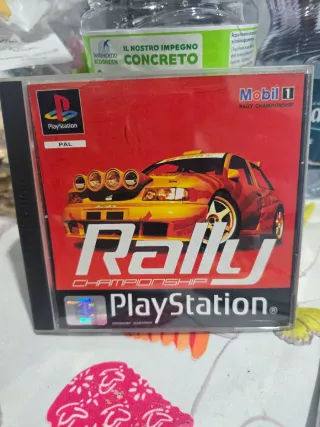 IL NOSTRO IMPEGNO
CONCRETO
PlayStation
PAL
Mobil 1
RALLY CHAMPIONSHIP
Rally
CHAMPIONSHIP
PlayStation®